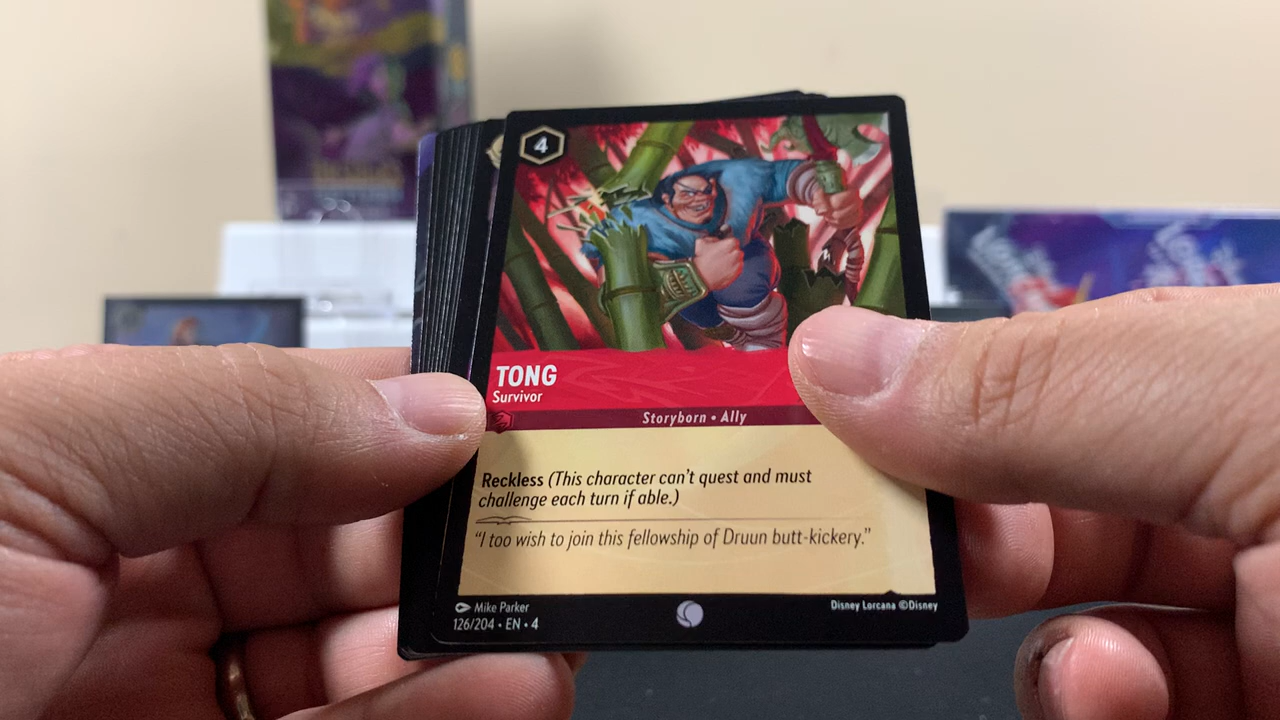 4
TONG
Survivor
Storyborn • Ally
Reckless (This character can't quest and must
challenge each turn if able.)
"I too wish to join this fellowship of Druun butt-kickery."
Mike Parker
126/204 • EN • 4
Disney Lorcana ©Disney